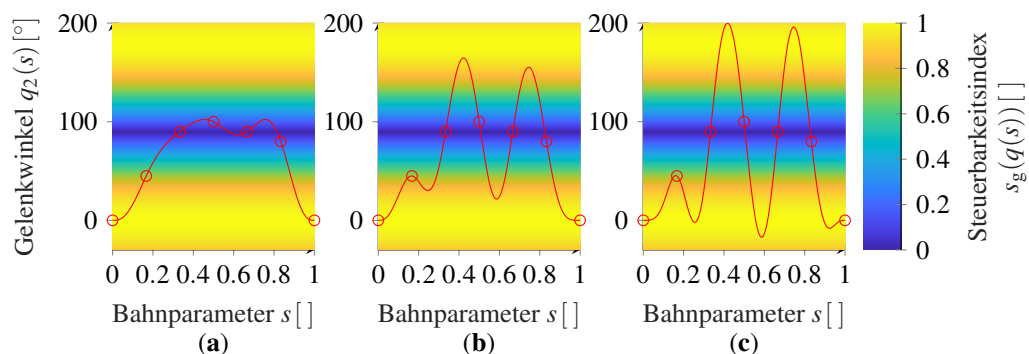 Gelenkwinkel q₂(s) [°]
200
100
0
0 0.2 0.4 0.6 0.8 1
Bahnparameter s [ ]
(a)
200
100
0
0 0.2 0.4 0.6 0.8 1
Bahnparameter s [ ]
(b)
200
100
0
0 0.2 0.4 0.6 0.8 1
Bahnparameter s [ ]
(c)
1
0.8
0.6
0.4
0.2
0
Steuerbarkeitsindex
s_g(q(s)) [ ]